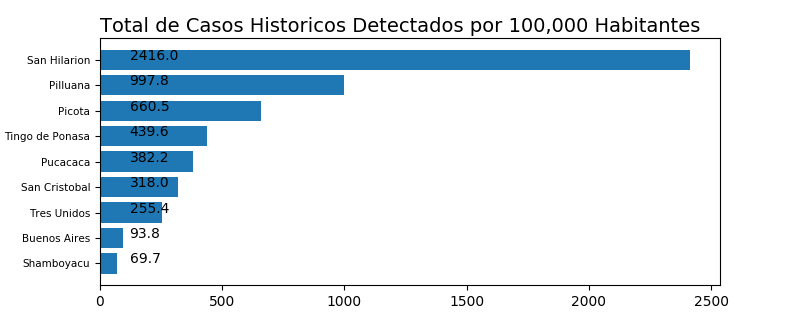 Total de Casos Historicos Detectados por 100,000 Habitantes
San Hilarion 2416.0
Pilluana 997.8
Picota 660.5
Tingo de Ponasa 439.6
Pucacaca 382.2
San Cristobal 318.0
Tres Unidos 255.4
Buenos Aires 93.8
Shamboyacu 69.7
0 500 1000 1500 2000 2500